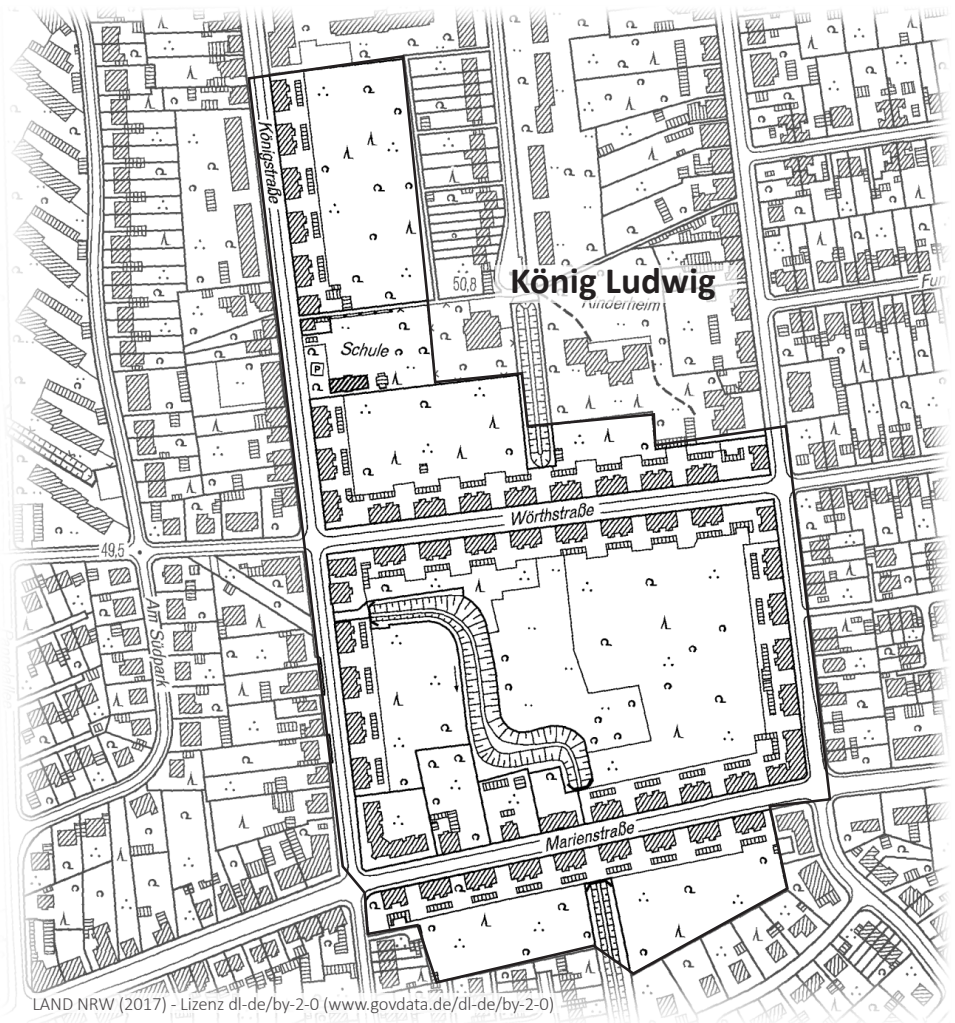 Königstraße
50,8
König Ludwig
Kinderheim
Schule
P
Wörthstraße
49,5
Am Südpark
Marienstraße
LAND NRW (2017) - Lizenz dl-de/by-2-0 (www.govdata.de/dl-de/by-2-0)